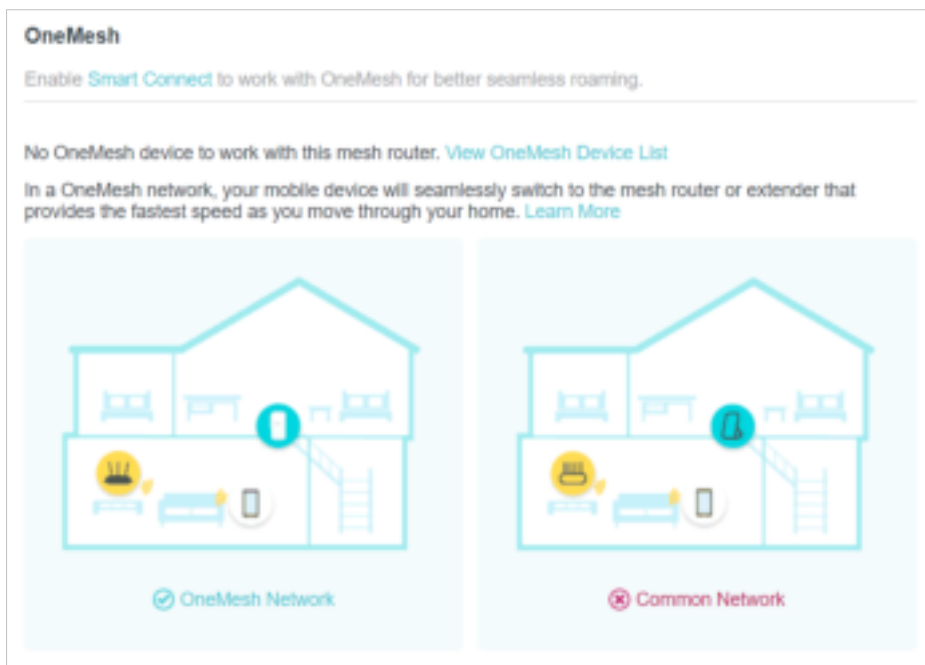 OneMesh
Enable Smart Connect to work with OneMesh for better seamless roaming.
No OneMesh device to work with this mesh router. View OneMesh Device List
In a OneMesh network, your mobile device will seamlessly switch to the mesh router or extender that
provides the fastest speed as you move through your home. Learn More
OneMesh Network
Common Network